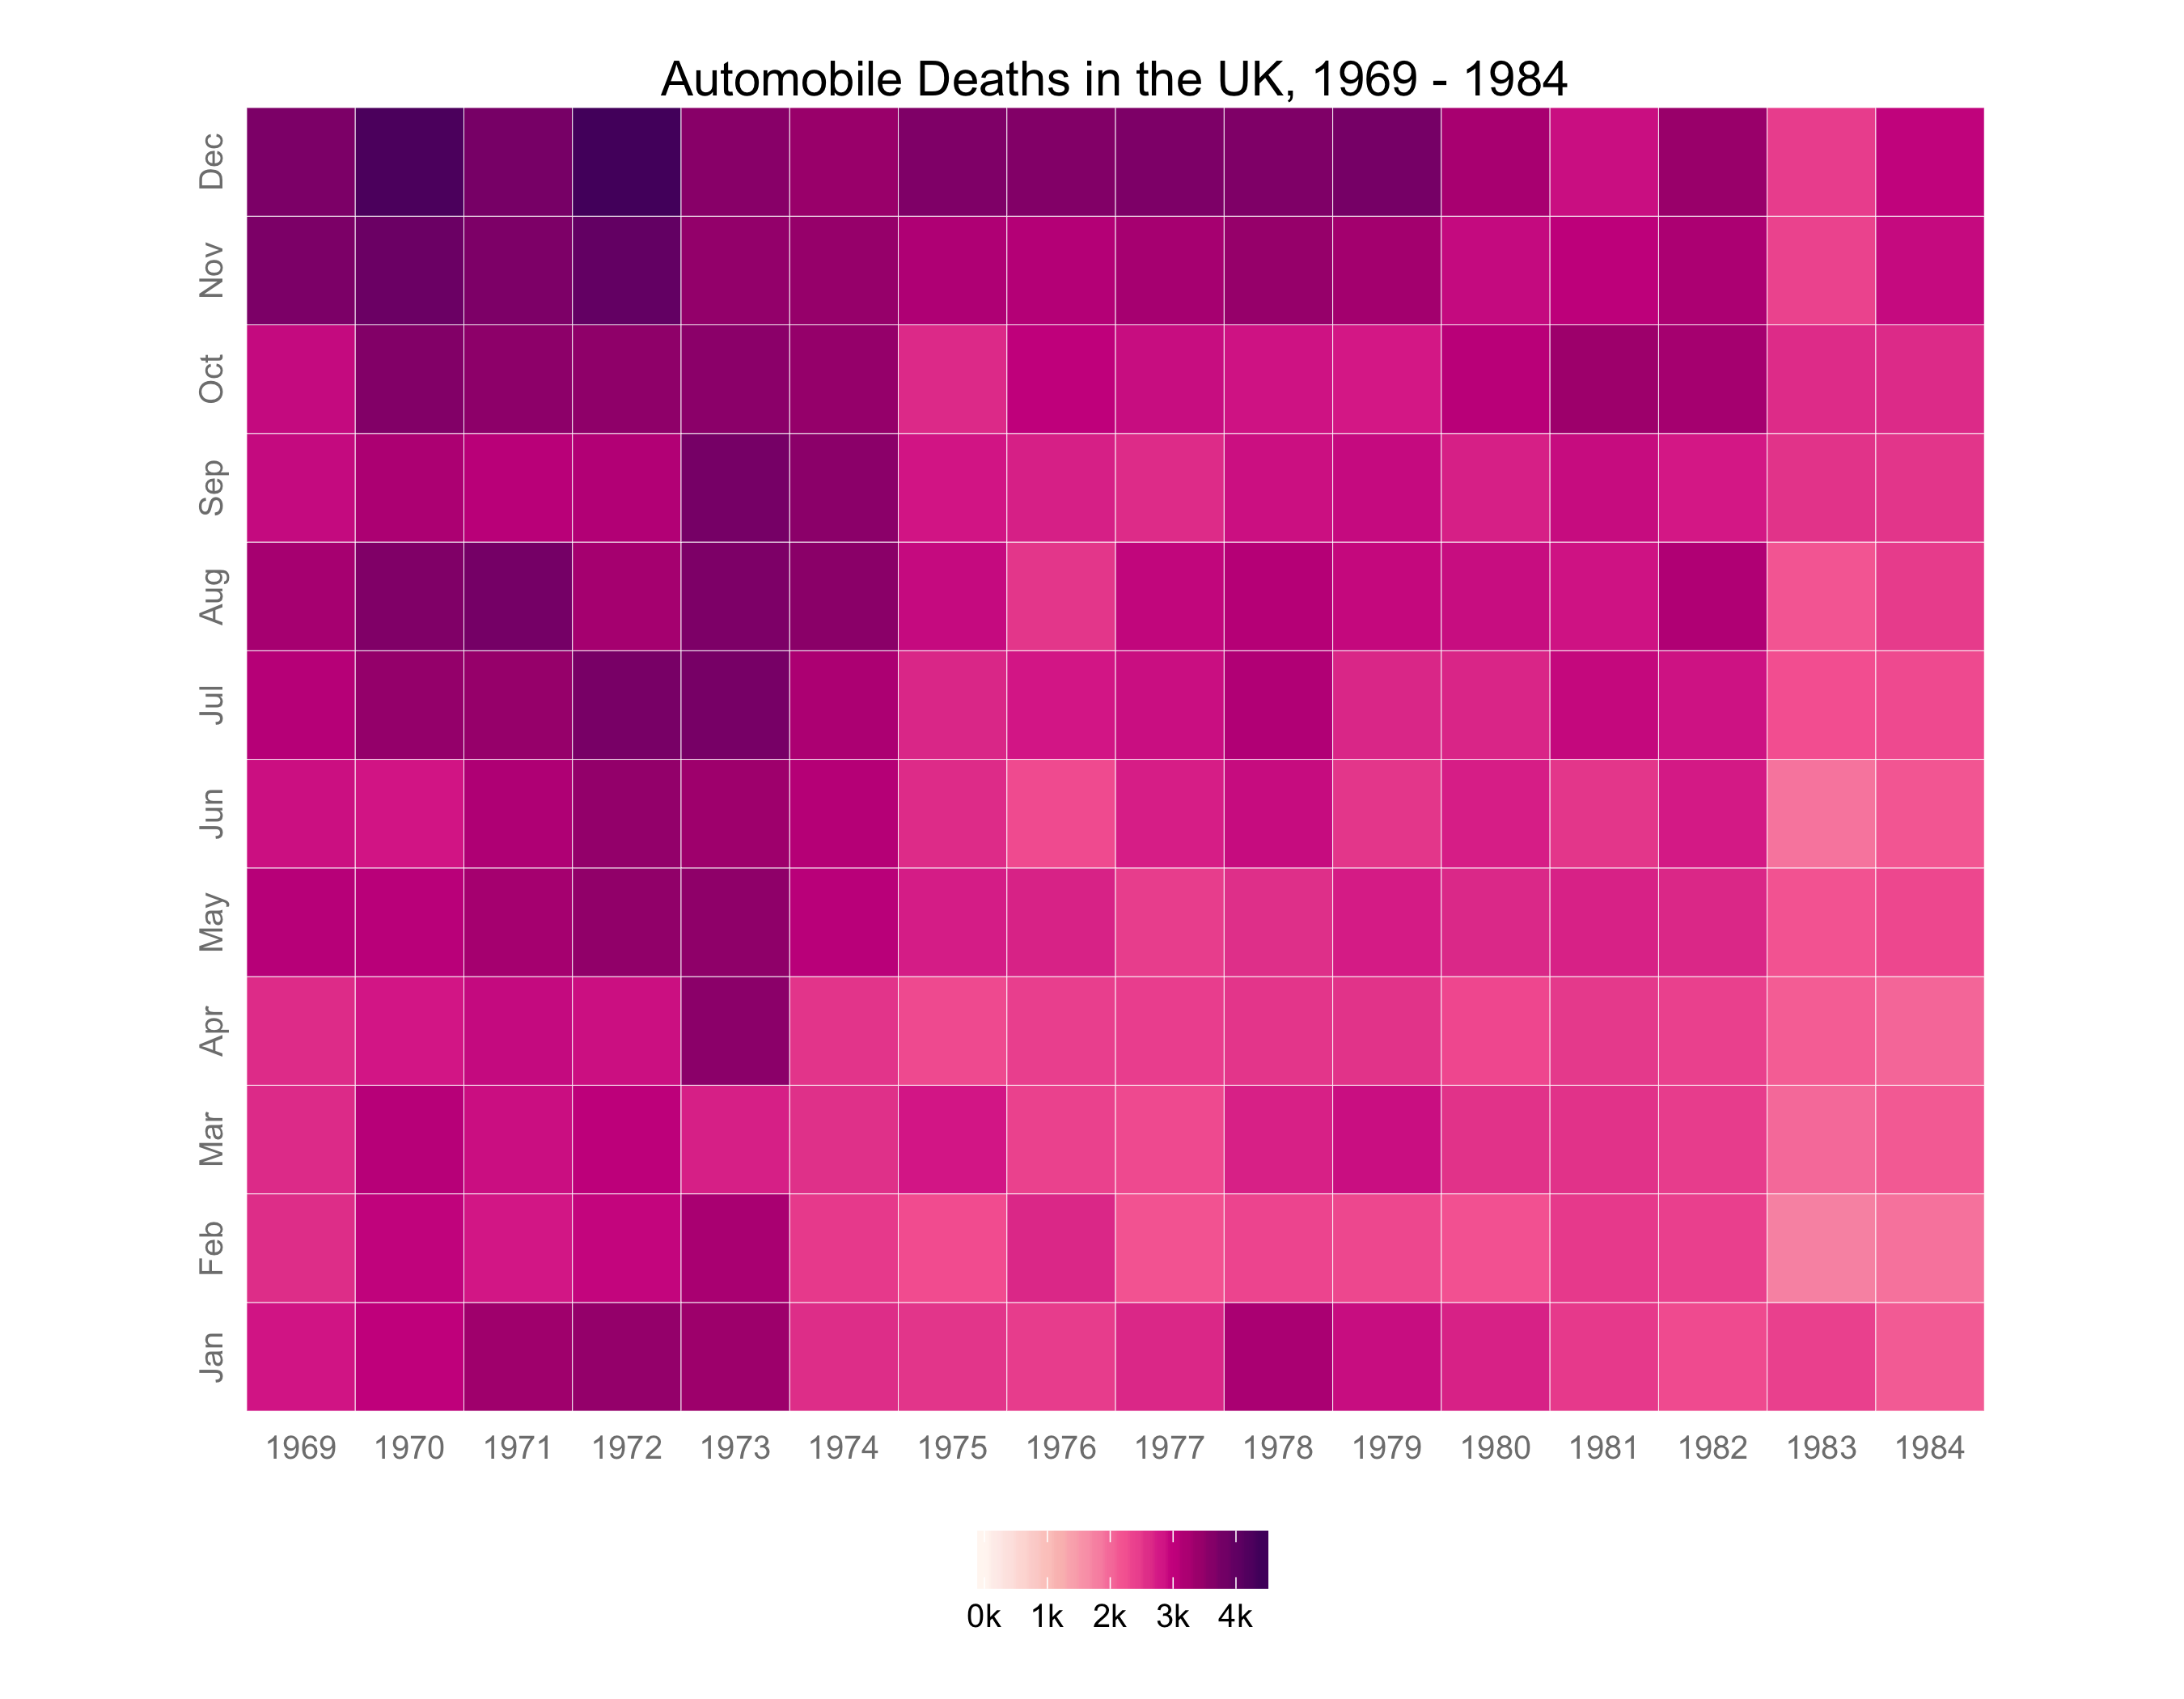 Automobile Deaths in the UK, 1969 - 1984
Dec
Nov
Oct
Sep
Aug
Jul
Jun
May
Apr
Mar
Feb
Jan
1969 1970 1971 1972 1973 1974 1975 1976 1977 1978 1979 1980 1981 1982 1983 1984
0k 1k 2k 3k 4k